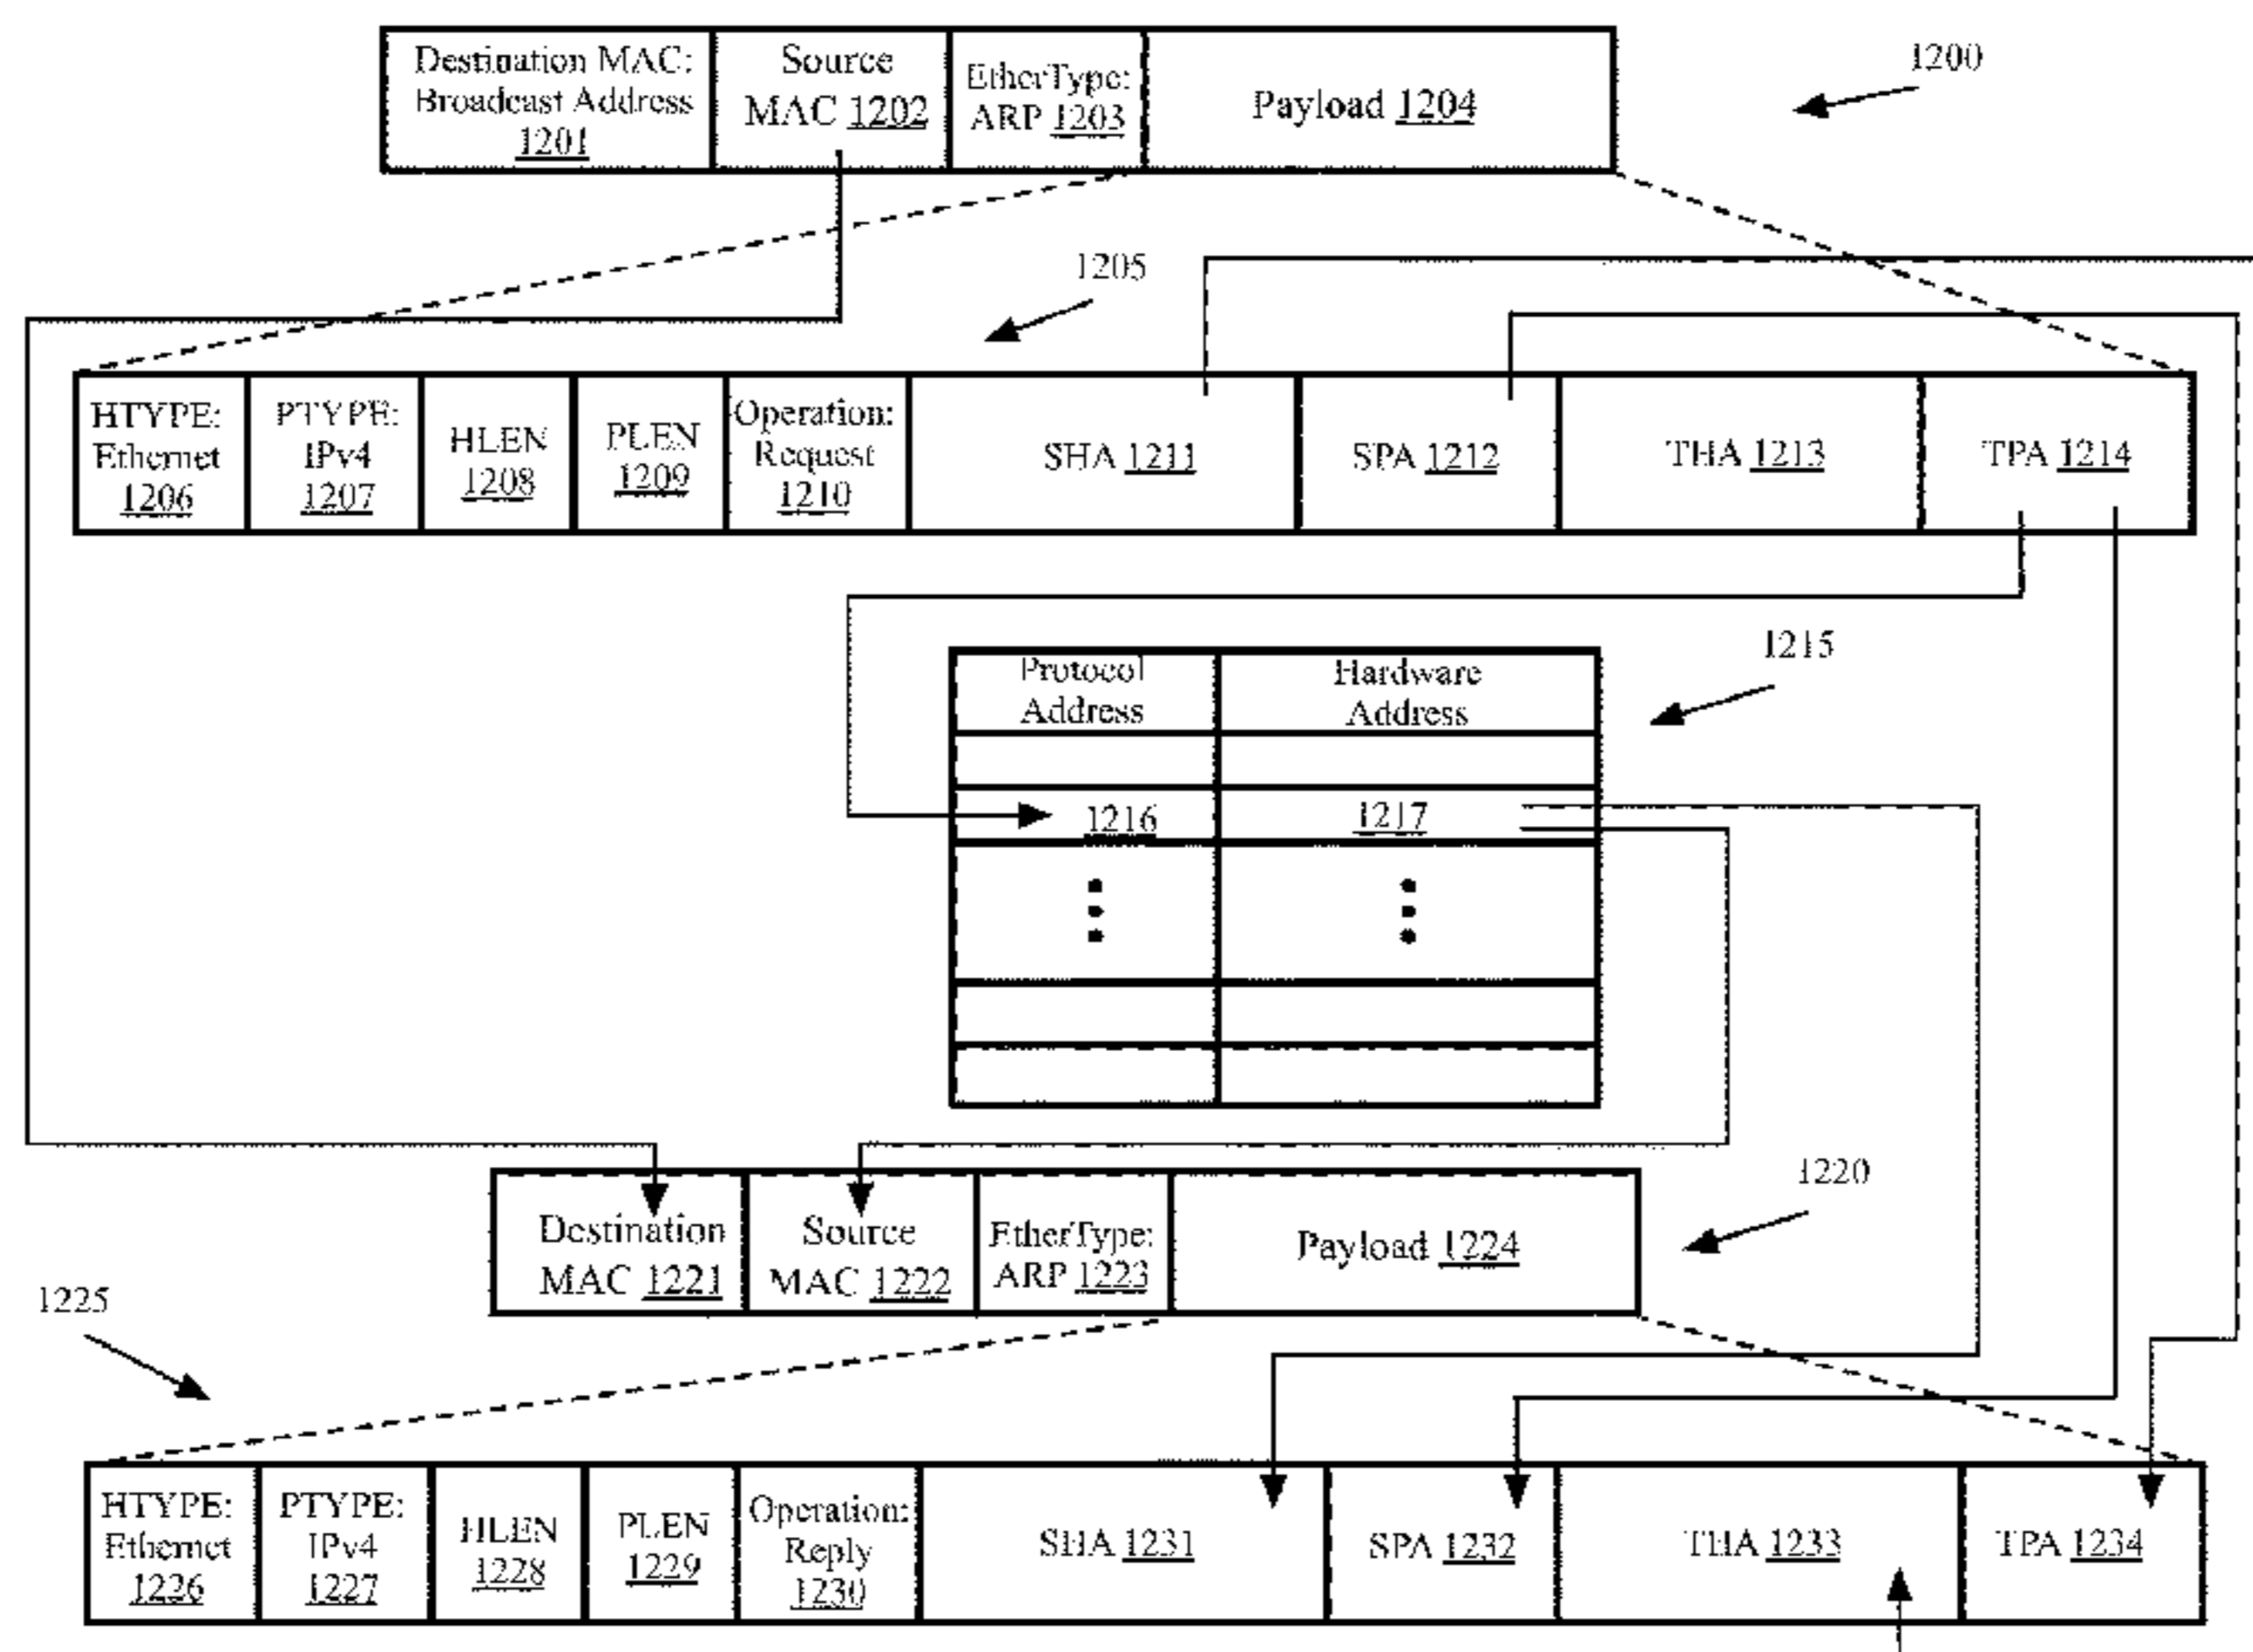 Destination MAC:
Broadcast Address
1201
Source
MAC 1202
EtherType:
ARP 1203
Payload 1204
1200
1205
HTYPE:
Ethernet
1206
PTYPE:
IPv4
1207
HLEN
1208
PLEN
1209
Operation:
Request
1210
SHA 1211
SPA 1212
THA 1213
TPA 1214
1215
Protocol
Address
Hardware
Address
1216
1217
1220
Destination
MAC 1221
Source
MAC 1222
EtherType:
ARP 1223
Payload 1224
1225
HTYPE:
Ethernet
1226
PTYPE:
IPv4
1227
HLEN
1228
PLEN
1229
Operation:
Reply
1230
SHA 1231
SPA 1232
THA 1233
TPA 1234